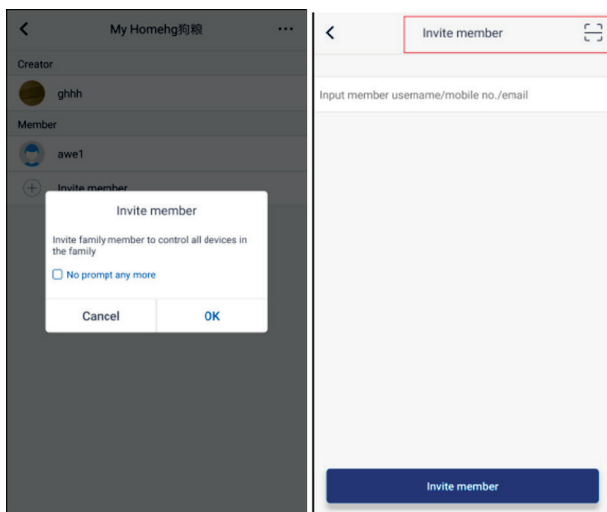 My Homehg狗粮
Creator
ghhh
Member
awe1
Invite member
Invite member
Invite family member to control all devices in
the family
No prompt any more
Cancel
OK
Invite member
Input member username/mobile no./email
Invite member